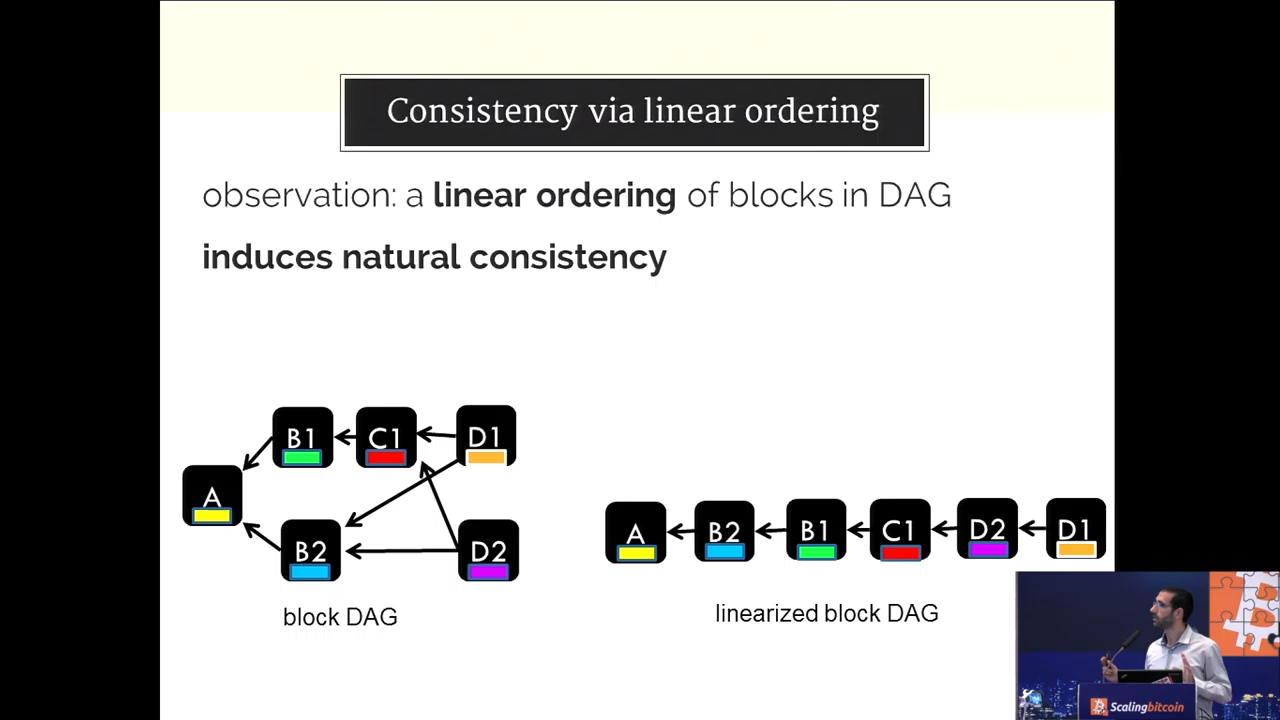 Consistency via linear ordering
observation: a linear ordering of blocks in DAG
induces natural consistency
B1
C1
D1
A
B2
D2
block DAG
A
B2
B1
C1
D2
D1
linearized block DAG
Scalingbitcoin